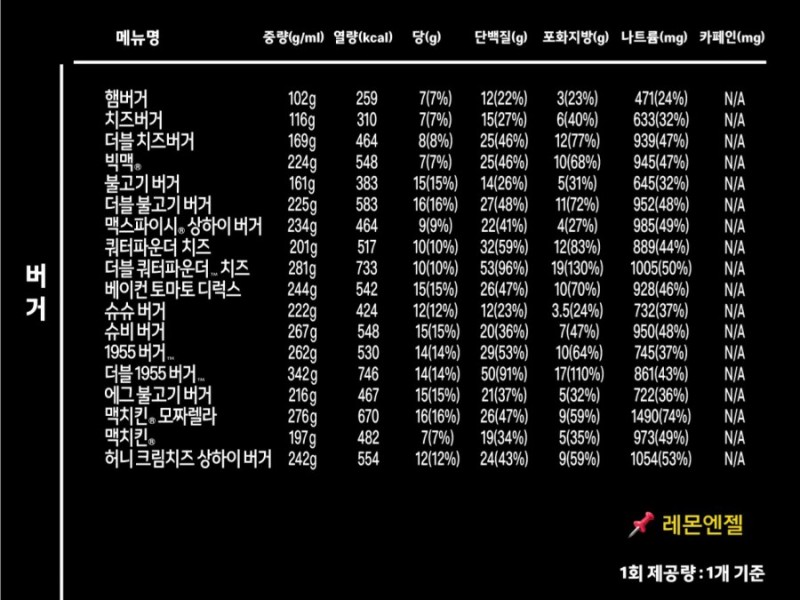 메뉴명 중량(g/ml) 열량(kcal) 당(g) 단백질(g) 포화지방(g) 나트륨(mg) 카페인(mg)
버거
햄버거 102g 259 7(7%) 12(22%) 3(23%) 471(24%) N/A
치즈버거 116g 310 7(7%) 15(27%) 6(40%) 633(32%) N/A
더블 치즈버거 169g 464 8(8%) 25(46%) 12(77%) 939(47%) N/A
빅맥® 224g 548 7(7%) 25(46%) 10(68%) 945(47%) N/A
불고기 버거 161g 383 15(15%) 14(26%) 5(31%) 645(32%) N/A
더블 불고기 버거 225g 583 16(16%) 27(48%) 11(72%) 952(48%) N/A
맥스파이시® 상하이 버거 234g 464 9(9%) 22(41%) 4(27%) 985(49%) N/A
쿼터파운더 치즈 201g 517 10(10%) 32(59%) 12(83%) 889(44%) N/A
더블 쿼터파운더™ 치즈 281g 733 10(10%) 53(96%) 19(130%) 1005(50%) N/A
베이컨 토마토 디럭스 244g 542 15(15%) 26(47%) 10(70%) 928(46%) N/A
슈슈 버거 222g 424 12(12%) 12(23%) 3.5(24%) 732(37%) N/A
슈비 버거 267g 548 15(15%) 20(36%) 7(47%) 950(48%) N/A
1955 버거™ 262g 530 14(14%) 29(53%) 10(64%) 745(37%) N/A
더블 1955 버거™ 342g 746 14(14%) 50(91%) 17(110%) 861(43%) N/A
에그 불고기 버거 216g 467 15(15%) 21(37%) 5(32%) 722(36%) N/A
맥치킨® 모짜렐라 276g 670 16(16%) 26(47%) 9(59%) 1490(74%) N/A
맥치킨® 197g 482 7(7%) 19(34%) 5(35%) 973(49%) N/A
허니 크림치즈 상하이 버거 242g 554 12(12%) 24(43%) 9(59%) 1054(53%) N/A
레몬엔젤
1회 제공량 : 1개 기준